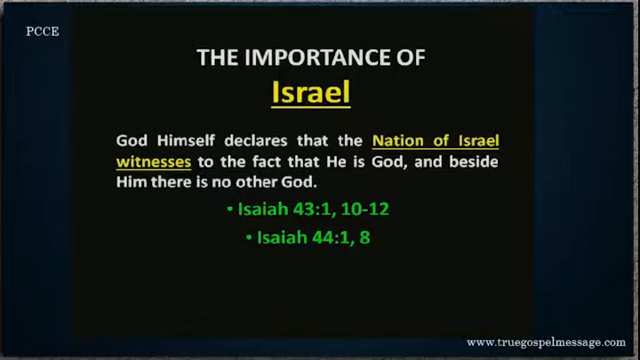 PCCE
THE IMPORTANCE OF
Israel
God Himself declares that the Nation of Israel
witnesses to the fact that He is God, and beside
Him there is no other God.
• Isaiah 43:1, 10-12
• Isaiah 44:1, 8
www.truegospelmessage.com